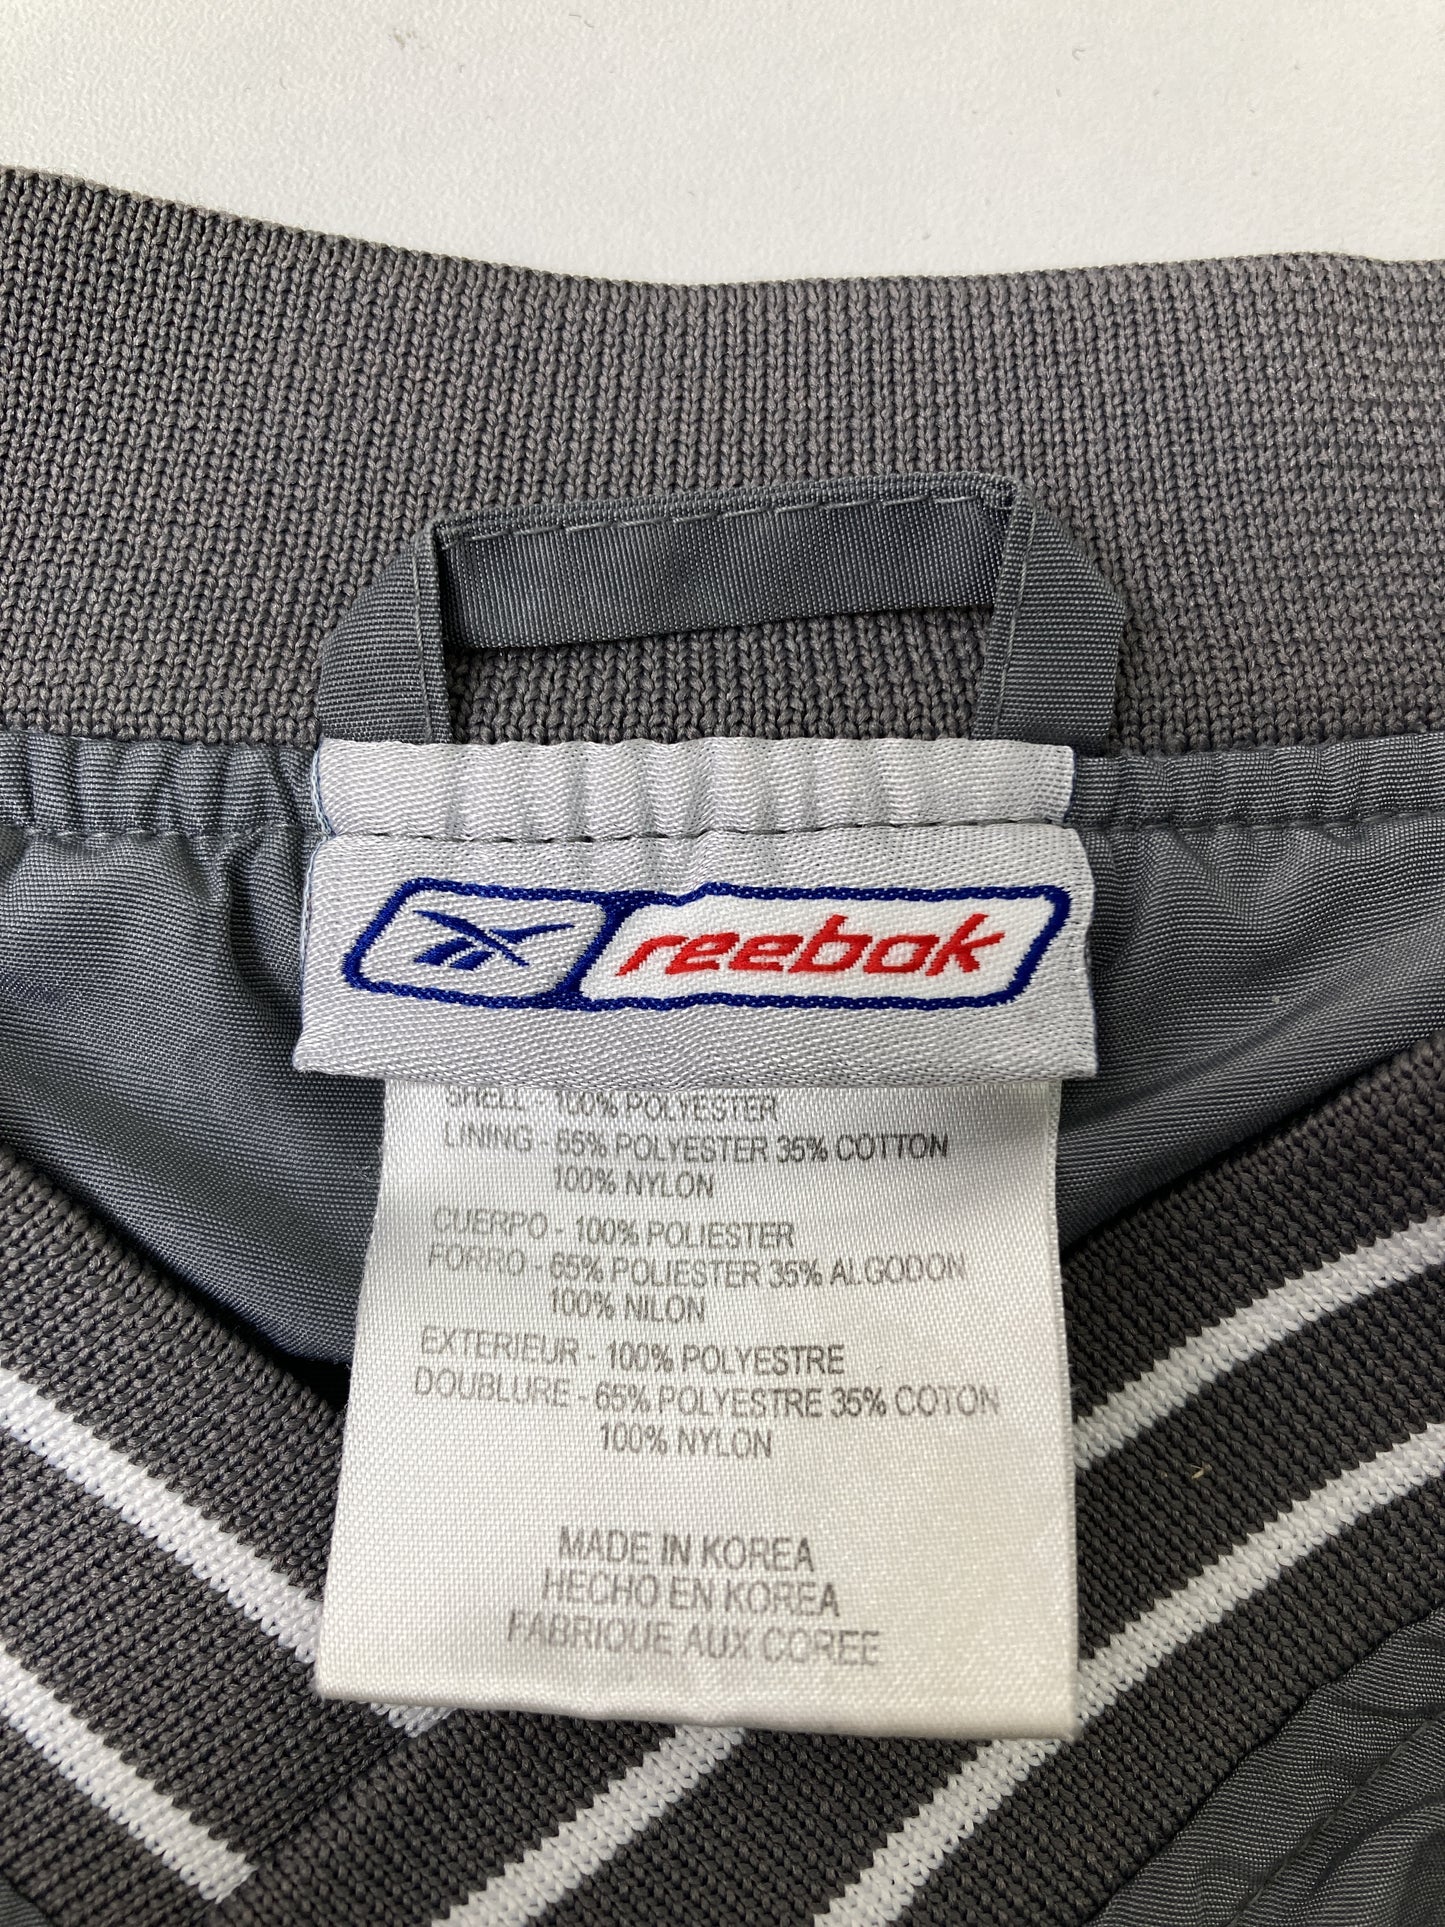 reebok
SHELL - 100% POLYESTER
LINING - 65% POLYESTER 35% COTTON
100% NYLON
CUERPO - 100% POLIESTER
FORRO - 65% POLIESTER 35% ALGODON
100% NILON
EXTERIEUR - 100% POLYESTRE
DOUBLURE - 65% POLYESTRE 35% COTON
100% NYLON
MADE IN KOREA
HECHO EN KOREA
FABRIQUE AUX COREE